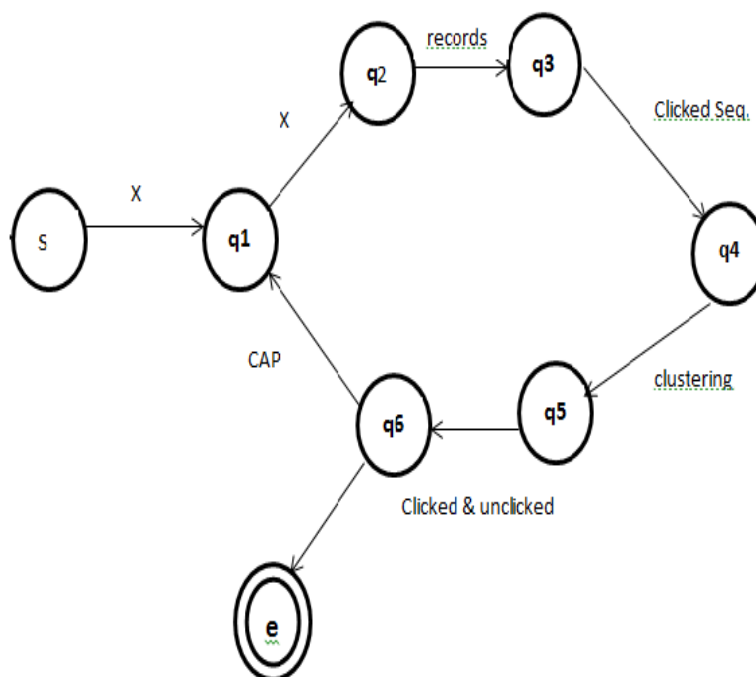 records
q2
q3
Clicked Seq.
X
X
S
q1
q4
CAP
clustering
q5
q6
Clicked & unclicked
e